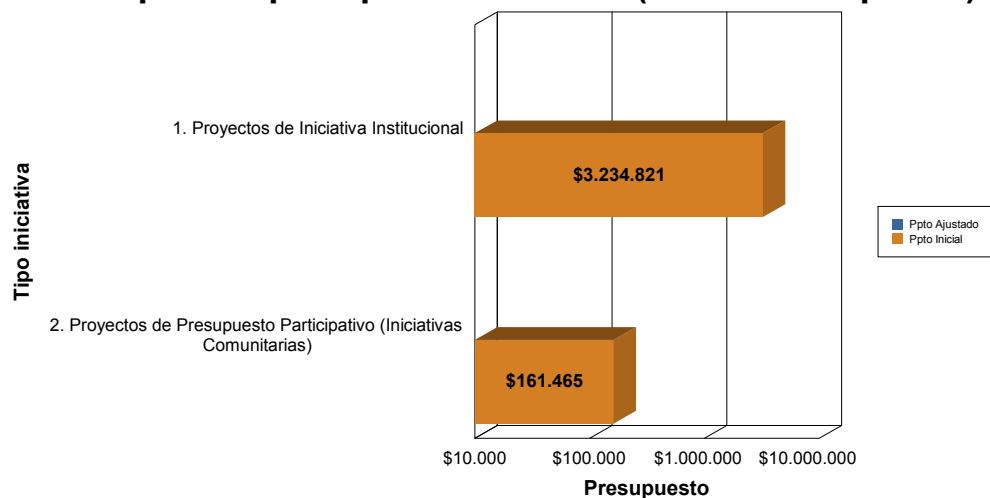 1. Proyectos de Iniciativa Institucional
$3.234.821
Tipo iniciativa
Ppto Ajustado
Ppto Inicial
2. Proyectos de Presupuesto Participativo (Iniciativas
Comunitarias)
$161.465
$10.000 $100.000 $1.000.000 $10.000.000
Presupuesto